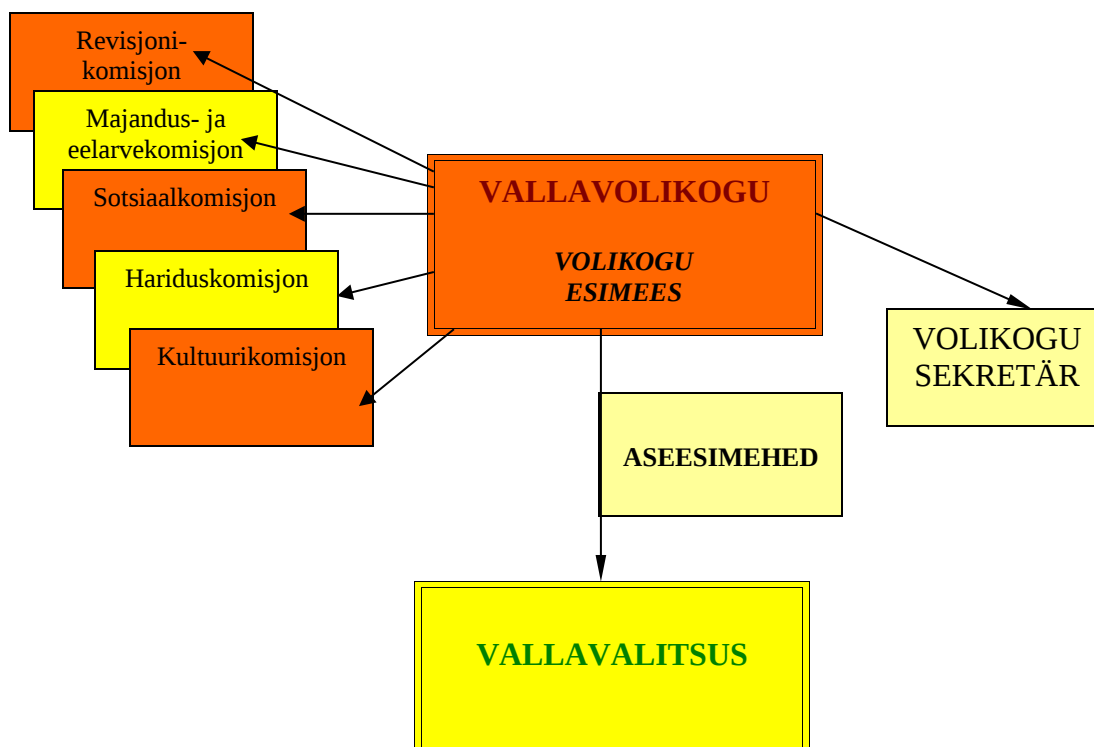 Revisjoni-
komisjon
Majandus- ja
eelarvekomisjon
Sotsiaalkomisjon
Hariduskomisjon
Kultuurikomisjon
VALLAVOLIKOGU
VOLIKOGU
ESIMEES
VOLIKOGU
SEKRETÄR
ASEESIMEHED
VALLAVALITSUS